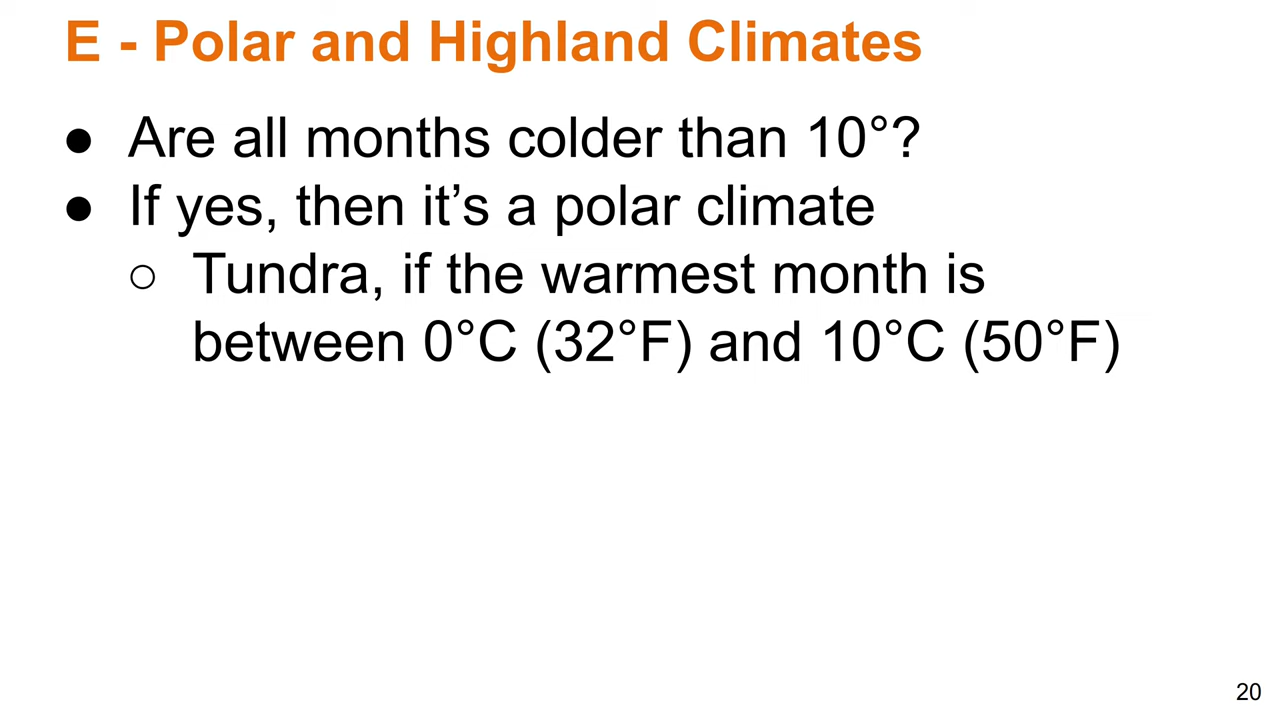 E - Polar and Highland Climates
● Are all months colder than 10°?
● If yes, then it’s a polar climate
○ Tundra, if the warmest month is
between 0°C (32°F) and 10°C (50°F)
20